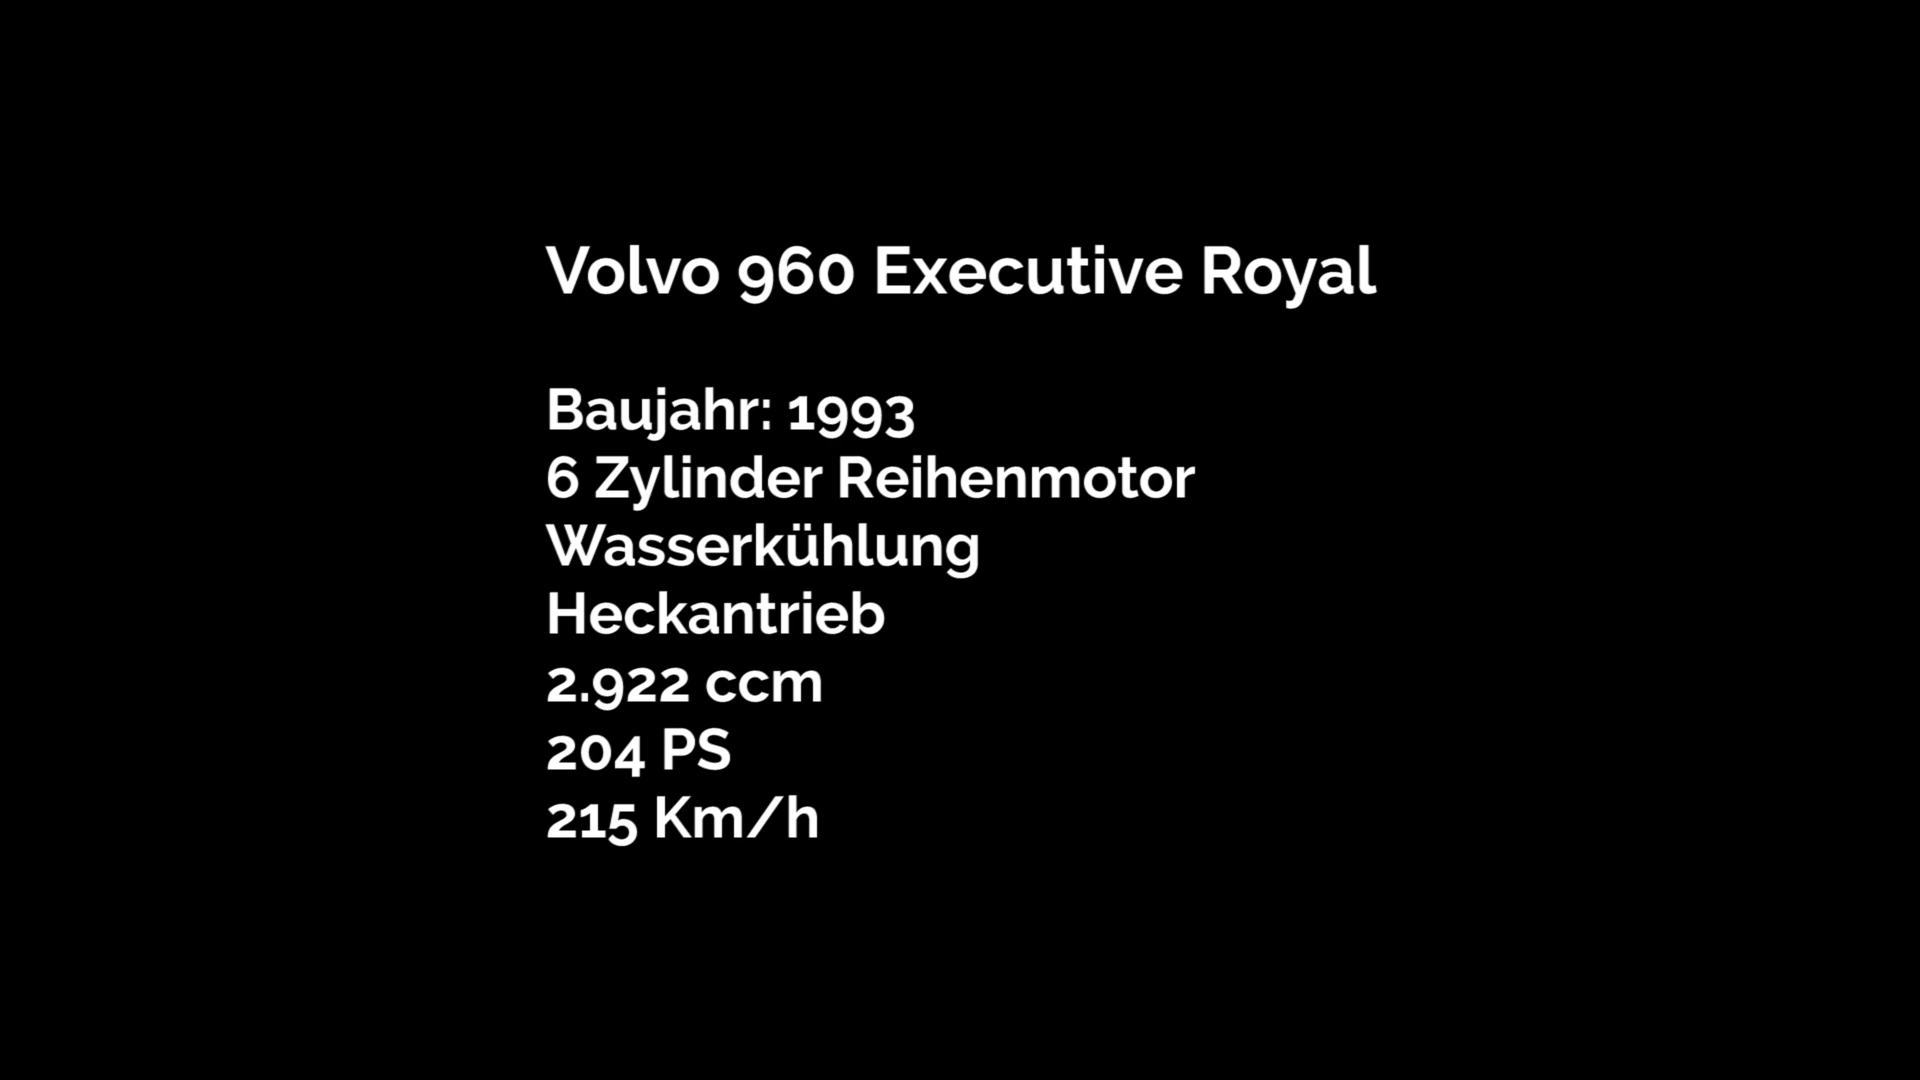 Volvo 960 Executive Royal
Baujahr: 1993
6 Zylinder Reihenmotor
Wasserkühlung
Heckantrieb
2.922 ccm
204 PS
215 Km/h